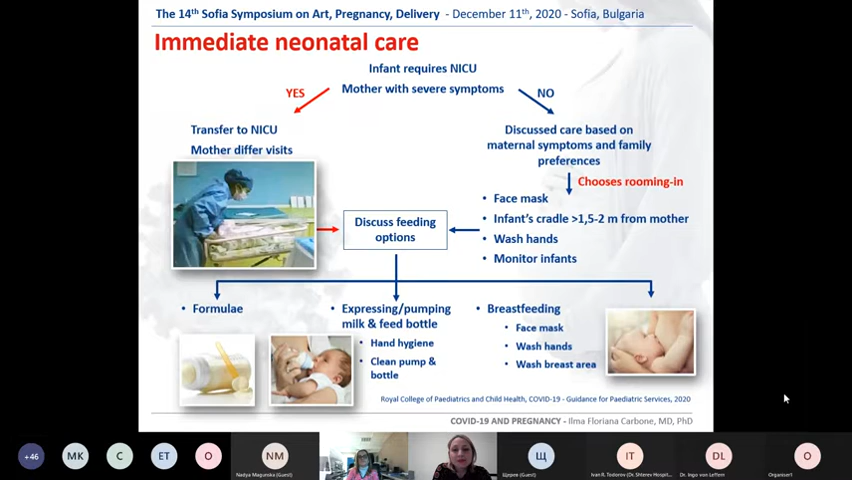 The 14th Sofia Symposium on Art, Pregnancy, Delivery - December 11th, 2020 - Sofia, Bulgaria
Immediate neonatal care
Infant requires NICU
Mother with severe symptoms
YES
NO
Transfer to NICU
Mother differ visits
Discussed care based on
maternal symptoms and family
preferences
Chooses rooming-in
• Face mask
• Infant's cradle >1,5-2 m from mother
• Wash hands
• Monitor infants
Discuss feeding
options
• Formulae
• Expressing/pumping
milk & feed bottle
• Hand hygiene
• Clean pump &
bottle
• Breastfeeding
• Face mask
• Wash hands
• Wash breast area
Royal College of Paediatrics and Child Health, COVID-19 - Guidance for Paediatric Services, 2020
COVID-19 AND PREGNANCY - Ilma Floriana Carbone, MD, PhD
+46
MK
C
ET
O
NM
Nadya Magunska (Guest)
Щ
Щерев (Guest)
IT
Ivan R. Todorov (Dr. Shterev Hospit...
DL
Dr. Ingo von Leffern
O
Organiser1